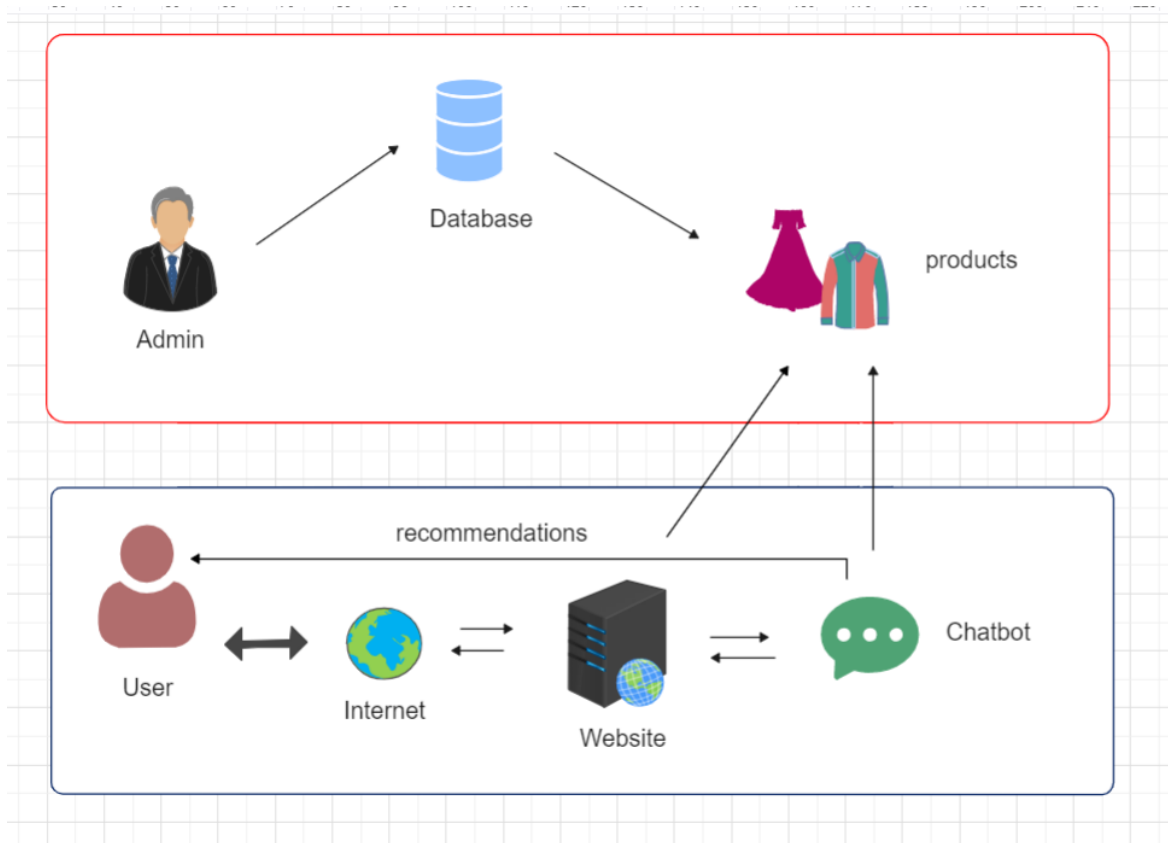 Database
products
Admin
recommendations
Chatbot
User
Internet
Website